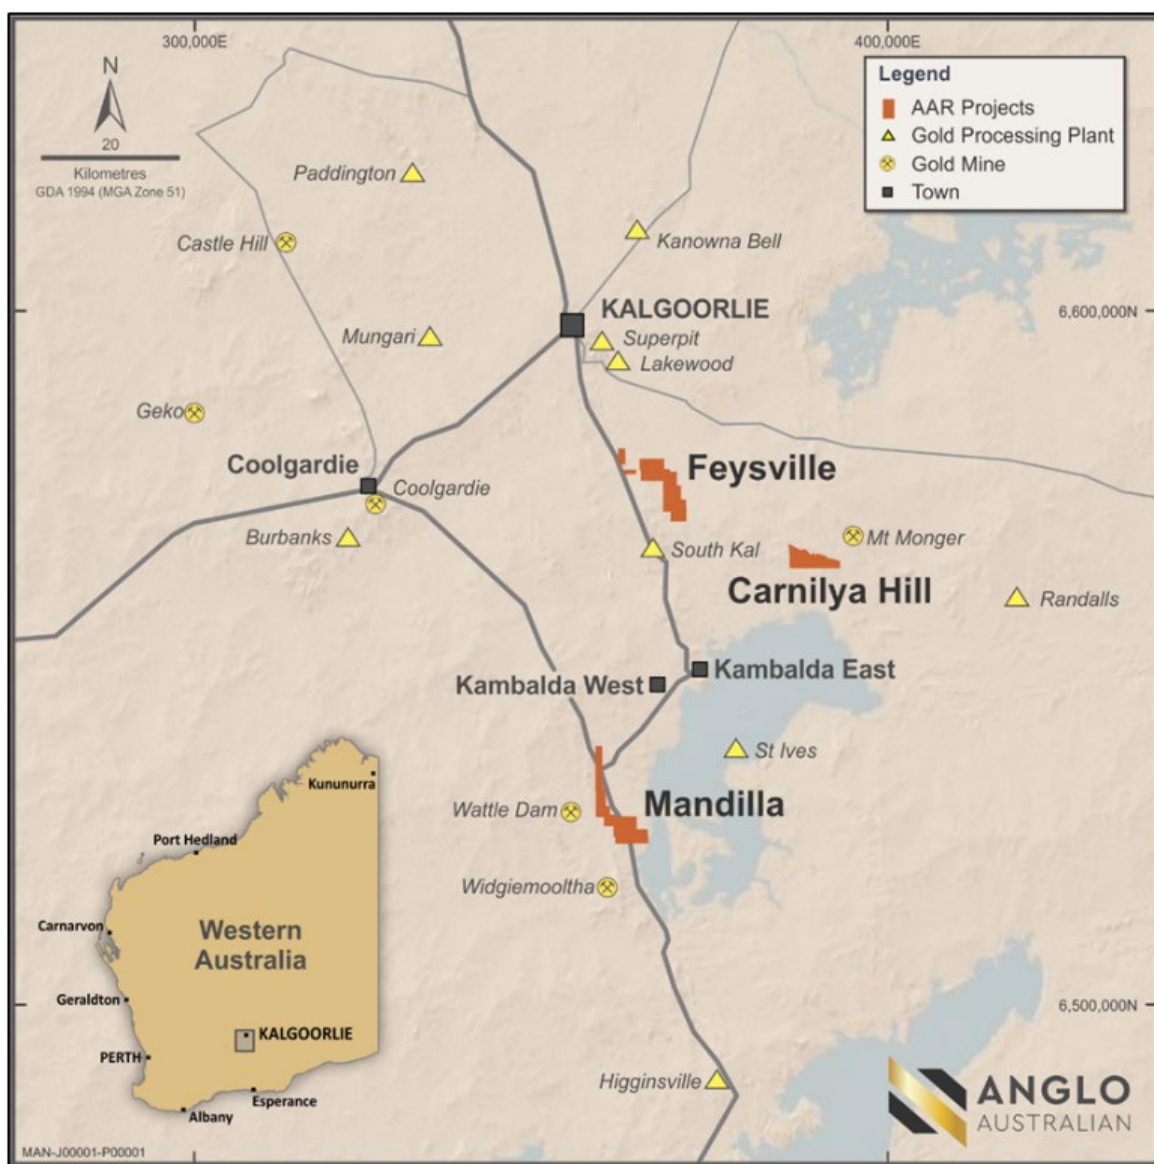 300,000E
400,000E
N
20
Kilometres
GDA 1994 (MGA Zone 51)
Legend
AAR Projects
Gold Processing Plant
Gold Mine
Town
Paddington
Castle Hill
Kanowna Bell
KALGOORLIE
6,600,000N
Mungari
Superpit
Lakewood
Geko
Coolgardie
Coolgardie
Feysville
Burbanks
South Kal
Mt Monger
Carnilya Hill
Randalls
Kambalda East
Kambalda West
St Ives
Wattle Dam
Mandilla
Widgiemooltha
Kununurra
Port Hedland
Carnarvon
Western
Australia
Geraldton
KALGOORLIE
PERTH
Esperance
Albany
6,500,000N
Higginsville
ANGLO
AUSTRALIAN
MAN-J00001-P00001